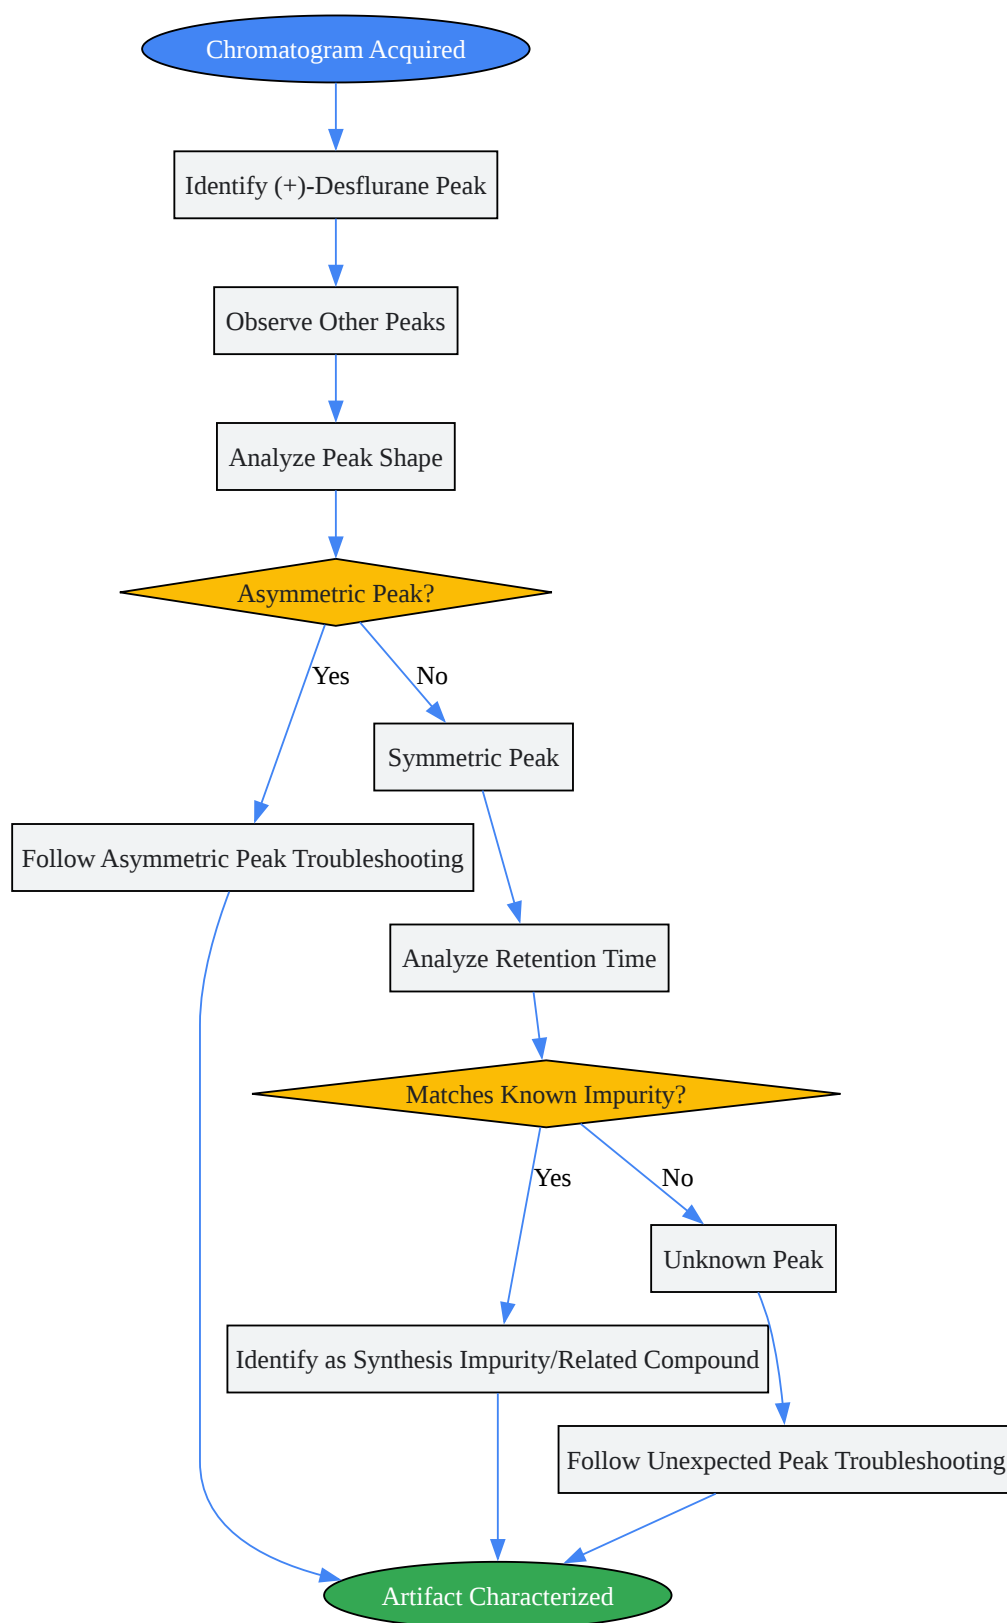 Chromatogram Acquired
Identify (+)-Desflurane Peak
Observe Other Peaks
Analyze Peak Shape
Asymmetric Peak?
Yes
No
Symmetric Peak
Follow Asymmetric Peak Troubleshooting
Analyze Retention Time
Matches Known Impurity?
Yes
No
Unknown Peak
Identify as Synthesis Impurity/Related Compound
Follow Unexpected Peak Troubleshooting
Artifact Characterized